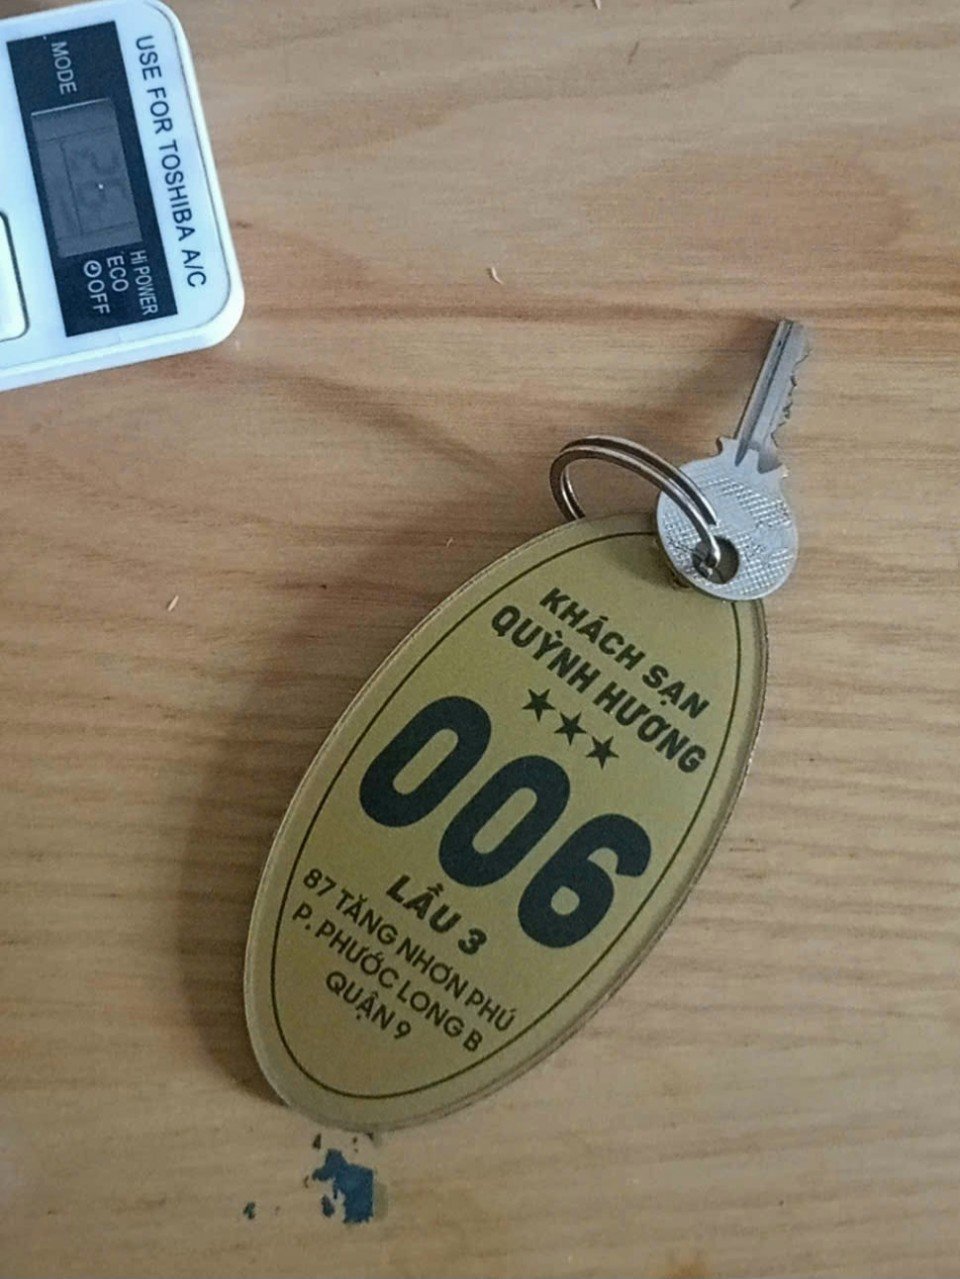 USE FOR TOSHIBA A/C
MODE
Hi POWER
ECO
OFF
KHÁCH SẠN
QUỲNH HƯƠNG
006
LẦU 3
87 TĂNG NHƠN PHÚ
P. PHƯỚC LONG B
QUẬN 9